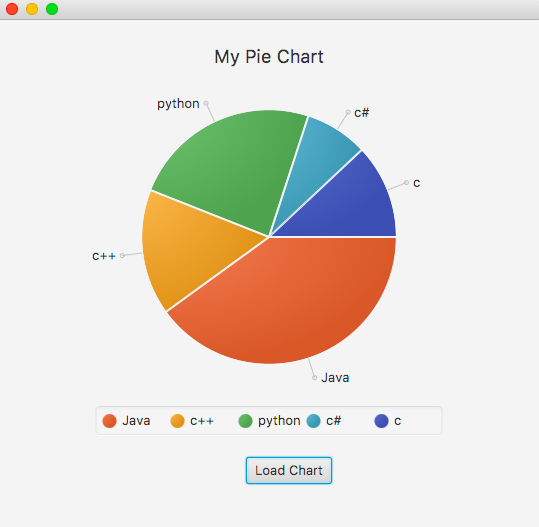 My Pie Chart
python
c#
c
c++
Java
Java c++ python c# c
Load Chart